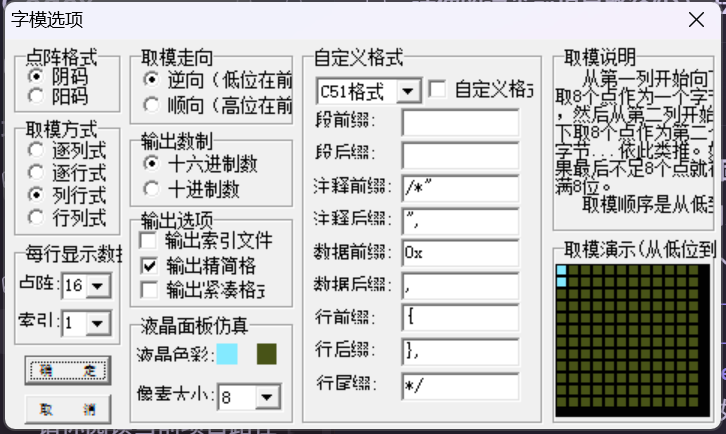 字模选项
点阵格式
阴码
阳码
取模方式
逐列式
逐行式
列行式
行列式
每行显示数据
点阵: 16
索引: 1
确 定
取 消
取模走向
逆向（低位在前
顺向（高位在前
输出数制
十六进制数
十进制数
输出选项
输出索引文件
输出精简格
输出紧凑格式
液晶面板仿真
液晶色彩:
像素大小: 8
自定义格式
C51格式
自定义格式
段前缀:
段后缀:
注释前缀: /*"
注释后缀: ",
数据前缀: 0x
数据后缀: ,
行前缀: {
行后缀: },
行尾缀: */
取模说明
从第一列开始向下
取8个点作为一个字节
，然后从第二列开始
下取8个点作为第二个
字节...依此类推。如
果最后不足8个点就补
满8位。
取模顺序是从低到
取模演示(从低位到